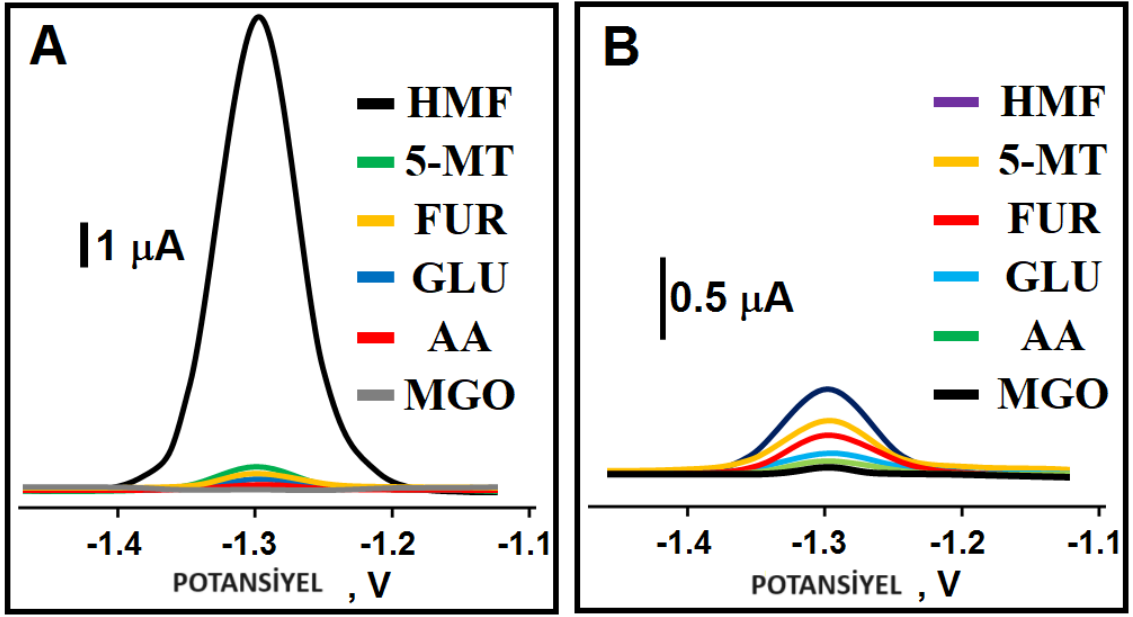 A
HMF
5-MT
FUR
1 μA
GLU
AA
MGO
-1.4
-1.3
-1.2
-1.1
POTANSİYEL , V
B
HMF
5-MT
FUR
GLU
0.5 μA
AA
MGO
-1.4
-1.3
-1.2
-1.1
POTANSİYEL , V